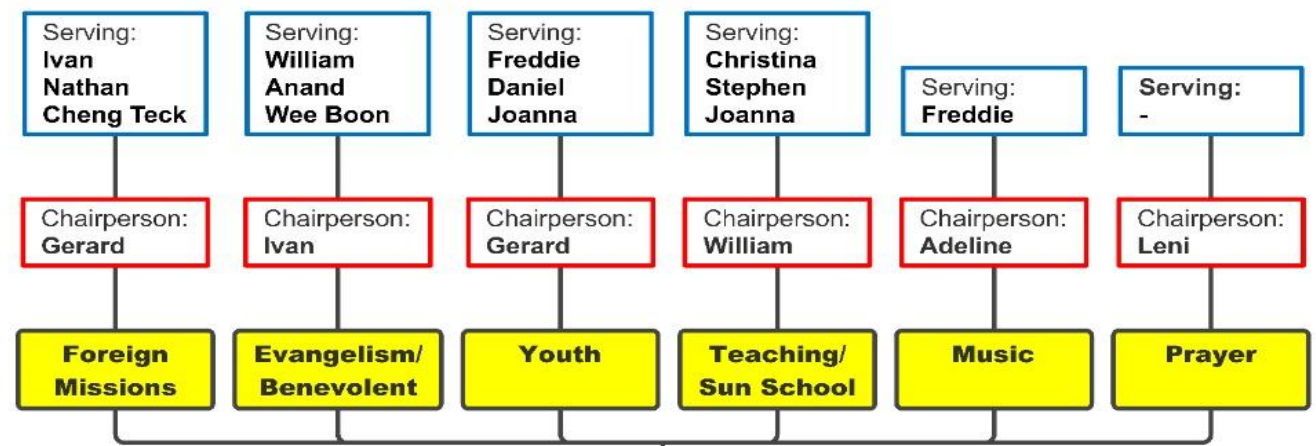 Serving:
Ivan
Nathan
Cheng Teck
Serving:
William
Anand
Wee Boon
Serving:
Freddie
Daniel
Joanna
Serving:
Christina
Stephen
Joanna
Serving:
Freddie
Serving:
-
Chairperson:
Gerard
Chairperson:
Ivan
Chairperson:
Gerard
Chairperson:
William
Chairperson:
Adeline
Chairperson:
Leni
Foreign
Missions
Evangelism/
Benevolent
Youth
Teaching/
Sun School
Music
Prayer